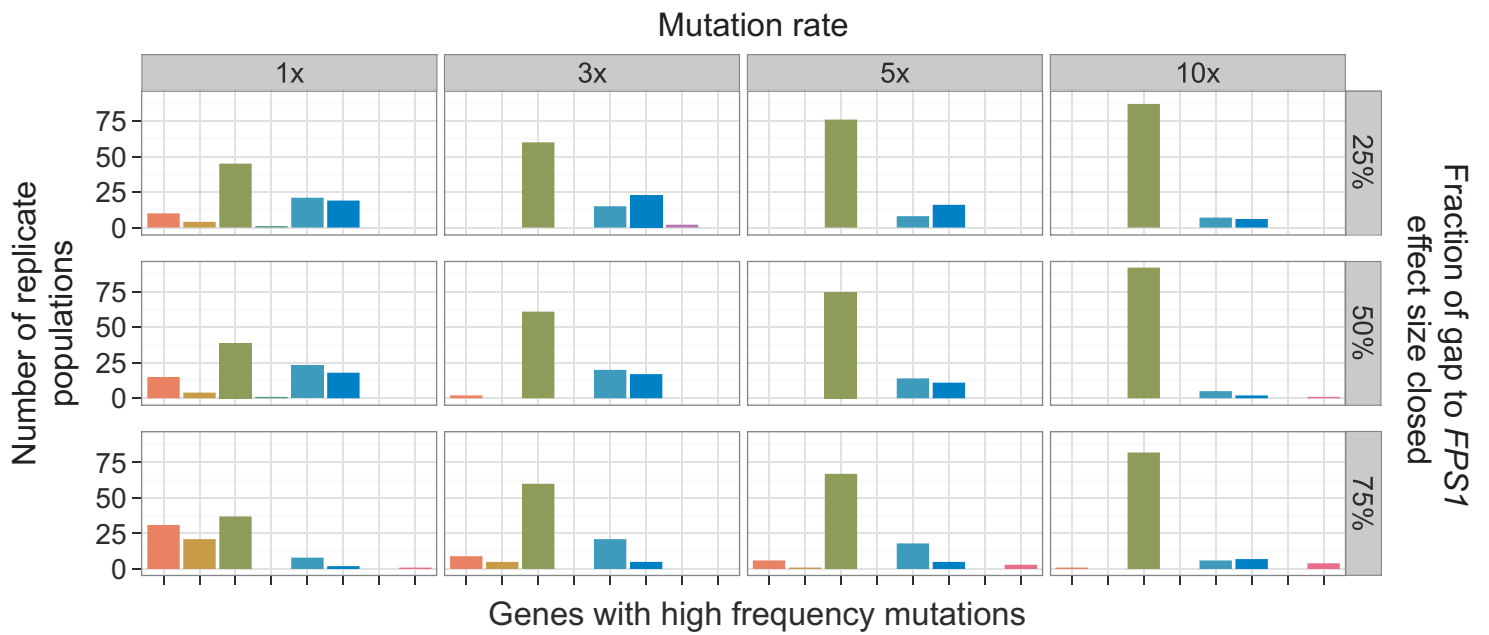 Mutation rate
1x 3x 5x 10x
75
50
25
0
25%
75
50
25
0
50%
75
50
25
0
75%
Number of replicate
populations
Fraction of gap to FPS1
effect size closed
Genes with high frequency mutations